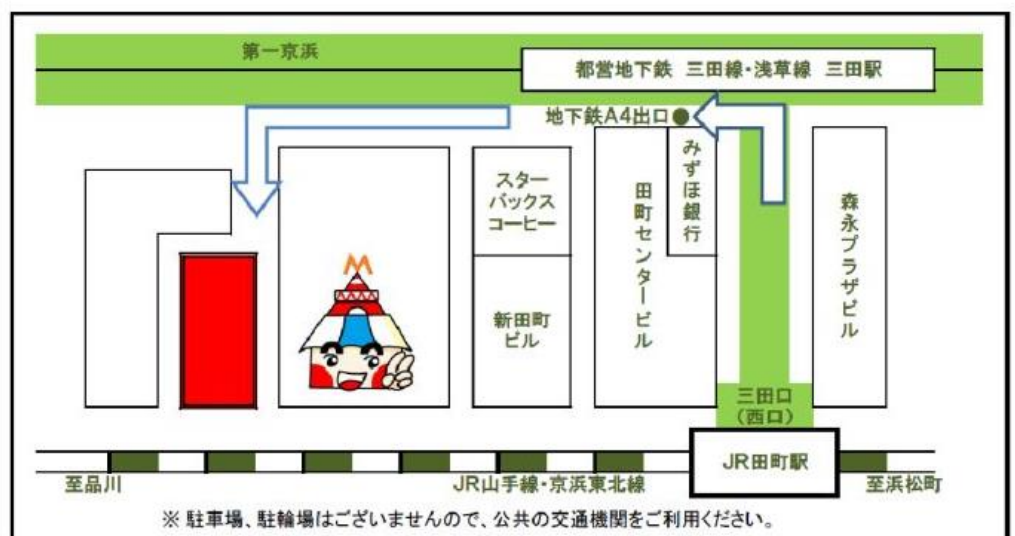 第一京浜
都営地下鉄 三田線・浅草線 三田駅
地下鉄A4出口
みずほ銀行
スター
バックス
コーヒー
田町センタービル
森永プラザビル
新田町
ビル
三田口
(西口)
JR田町駅
至品川
JR山手線・京浜東北線
至浜松町
※ 駐車場、駐輪場はございませんので、公共の交通機関をご利用ください。